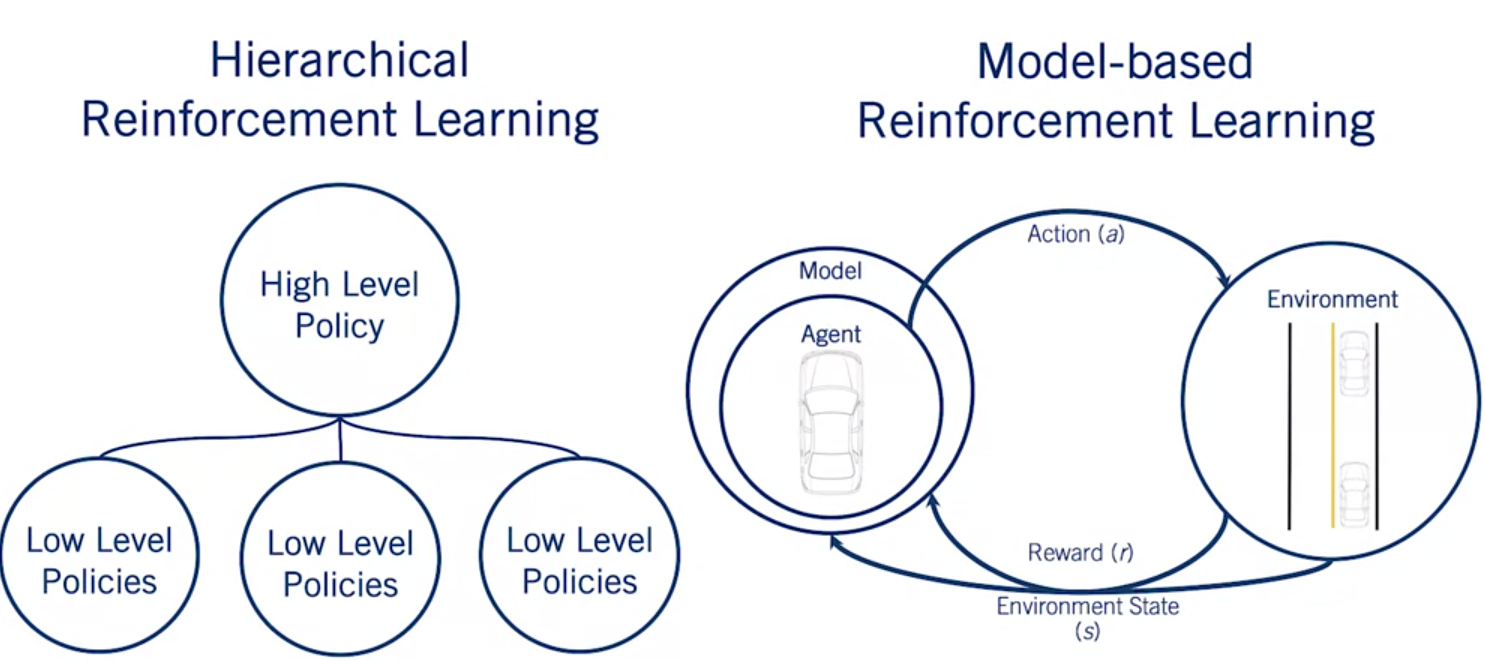 Hierarchical
Reinforcement Learning
High Level
Policy
Low Level
Policies
Low Level
Policies
Low Level
Policies
Model-based
Reinforcement Learning
Action (a)
Model
Agent
Environment
Reward (r)
Environment State
(s)